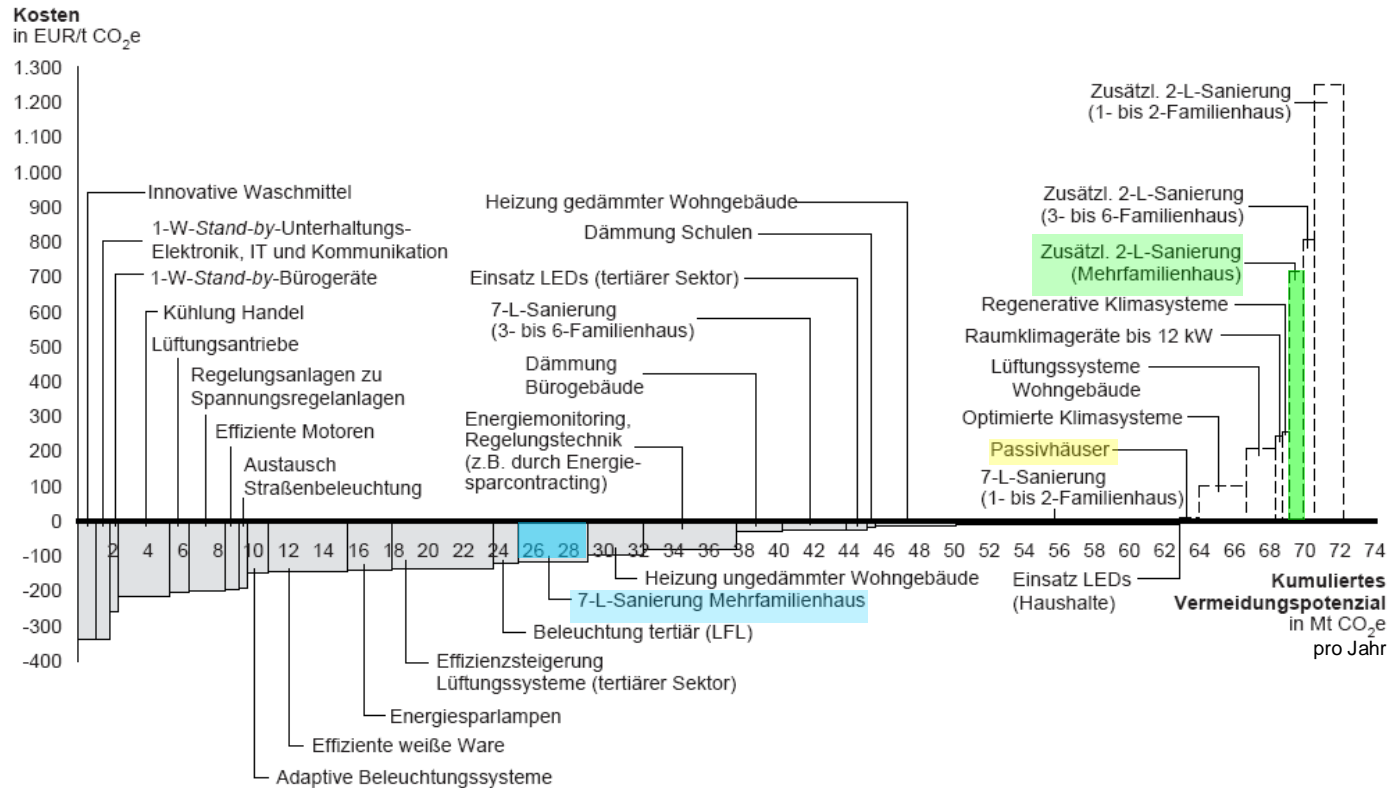 Kosten
in EUR/t CO2e
1.300
1.200
1.100
1.000
900
800
700
600
500
400
300
200
100
0
-100
-200
-300
-400
Innovative Waschmittel
1-W-Stand-by-Unterhaltungs-
Elektronik, IT und Kommunikation
1-W-Stand-by-Bürogeräte
Kühlung Handel
Lüftungsantriebe
Regelungsanlagen zu
Spannungsregelanlagen
Effiziente Motoren
Austausch
Straßenbeleuchtung
Heizung gedämmter Wohngebäude
Dämmung Schulen
Einsatz LEDs (tertiärer Sektor)
7-L-Sanierung
(3- bis 6-Familienhaus)
Dämmung
Bürogebäude
Energiemonitoring,
Regelungstechnik
(z.B. durch Energie-
sparcontracting)
Zusätzl. 2-L-Sanierung
(1- bis 2-Familienhaus)
Zusätzl. 2-L-Sanierung
(3- bis 6-Familienhaus)
Zusätzl. 2-L-Sanierung
(Mehrfamilienhaus)
Regenerative Klimasysteme
Raumklimageräte bis 12 kW
Lüftungssysteme
Wohngebäude
Optimierte Klimasysteme
Passivhäuser
7-L-Sanierung
(1- bis 2-Familienhaus)
2 4 6 8 10 12 14 16 18 20 22 24 26 28 30 32 34 36 38 40 42 44 46 48 50 52 54 56 58 60 62 64 66 68 70 72 74
Heizung ungedämmter Wohngebäude
7-L-Sanierung Mehrfamilienhaus
Beleuchtung tertiär (LFL)
Effizienzsteigerung
Lüftungssysteme (tertiärer Sektor)
Energiesparlampen
Effiziente weiße Ware
Adaptive Beleuchtungssysteme
Einsatz LEDs
(Haushalte)
Kumuliertes
Vermeidungspotenzial
in Mt CO2e
pro Jahr